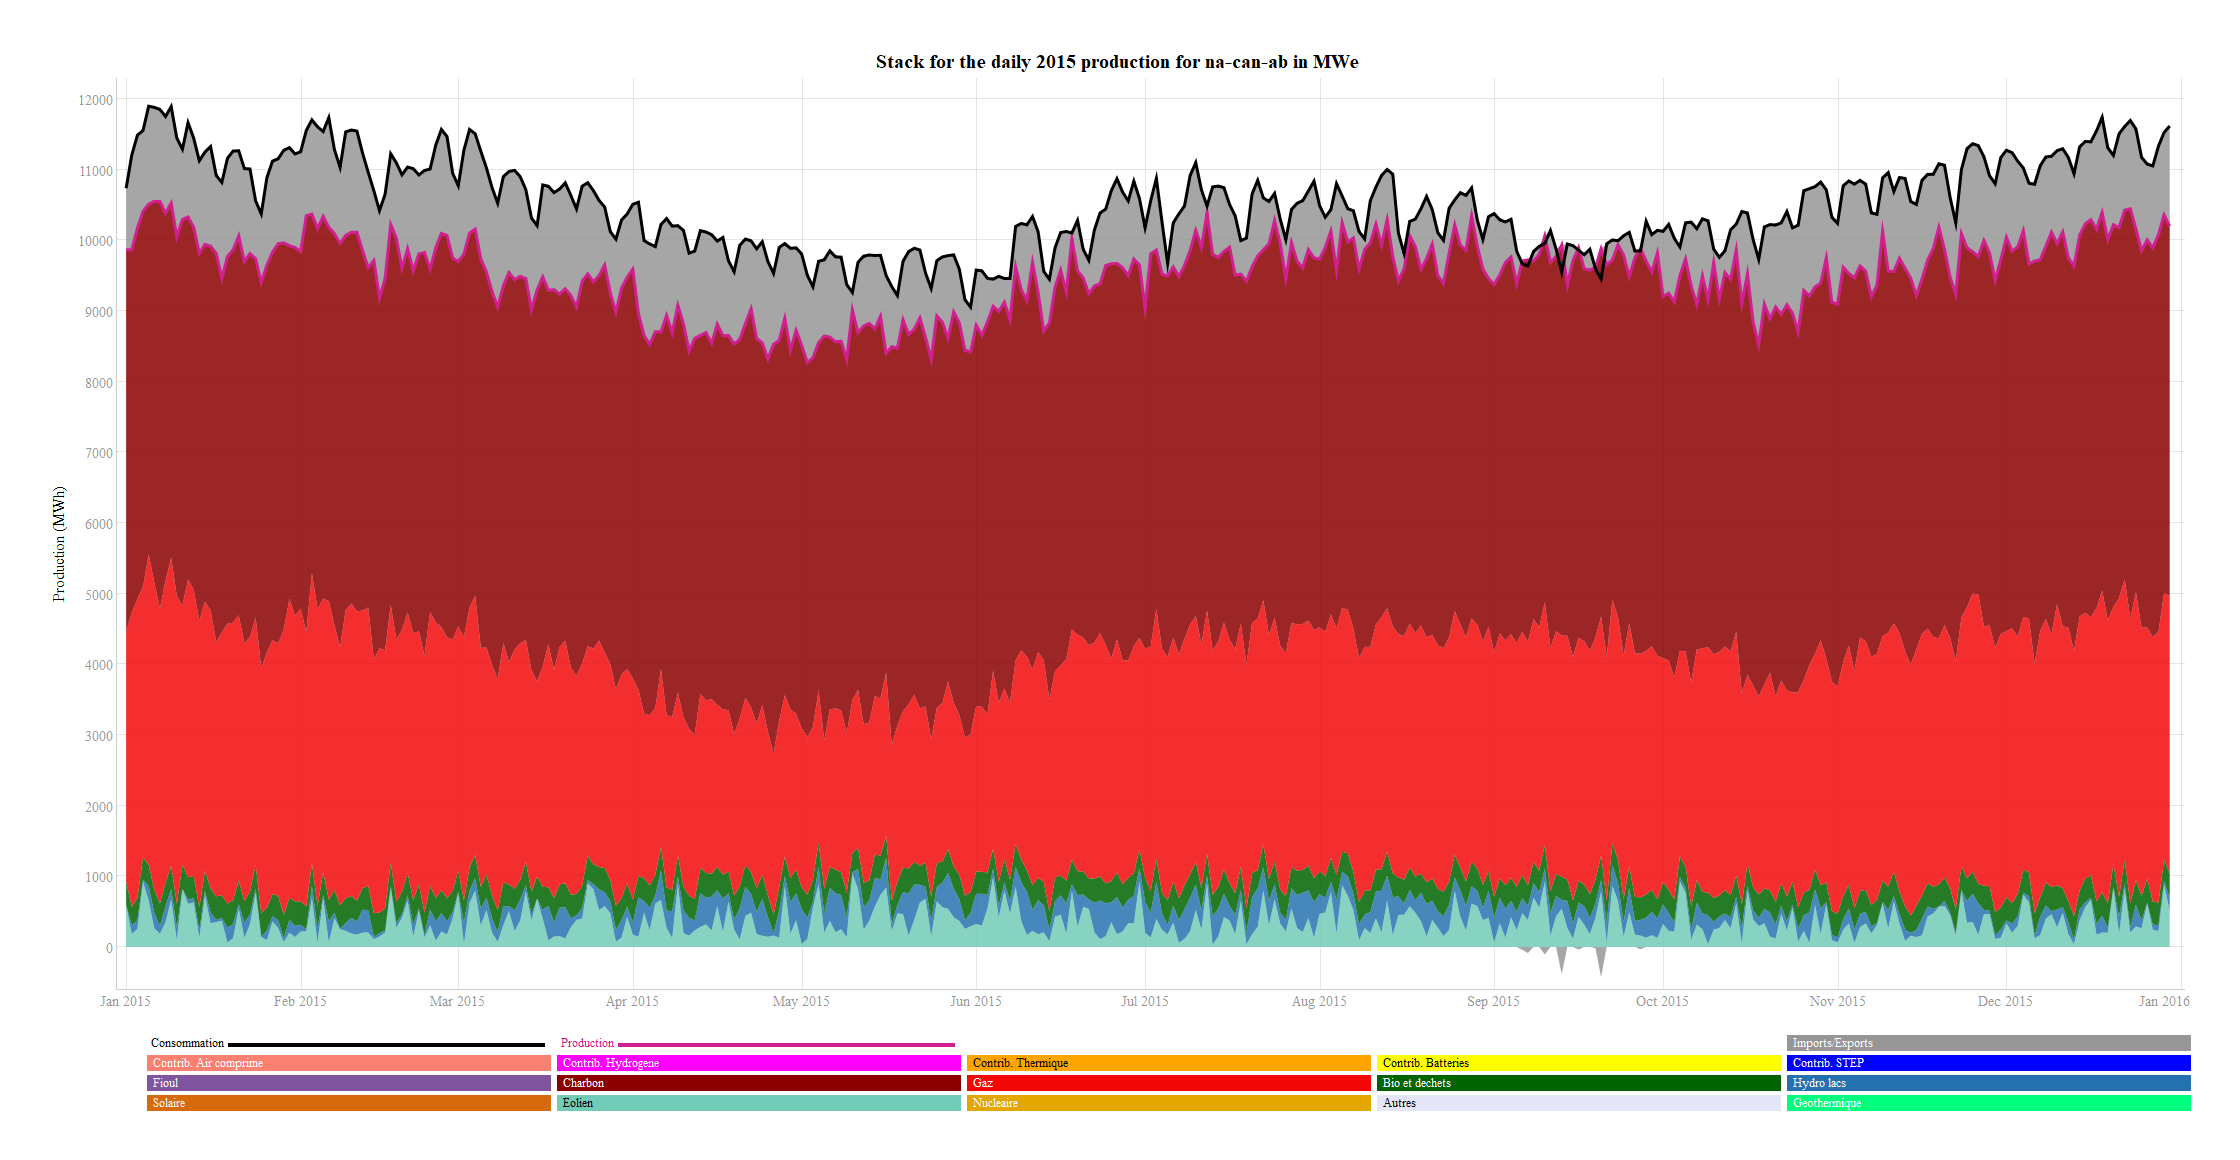 Stack for the daily 2015 production for na-can-ab in MWe
Production (MWh)
12000
11000
10000
9000
8000
7000
6000
5000
4000
3000
2000
1000
0
Jan 2015 Feb 2015 Mar 2015 Apr 2015 May 2015 Jun 2015 Jul 2015 Aug 2015 Sep 2015 Oct 2015 Nov 2015 Dec 2015 Jan 2016
Consommation Production Imports/Exports
Contrib. Air comprime Contrib. Hydrogene Contrib. Thermique Contrib. Batteries Contrib. STEP
Fioul Charbon Gaz Bio et dechets Hydro lacs
Solaire Eolien Nucleaire Autres Geothermique